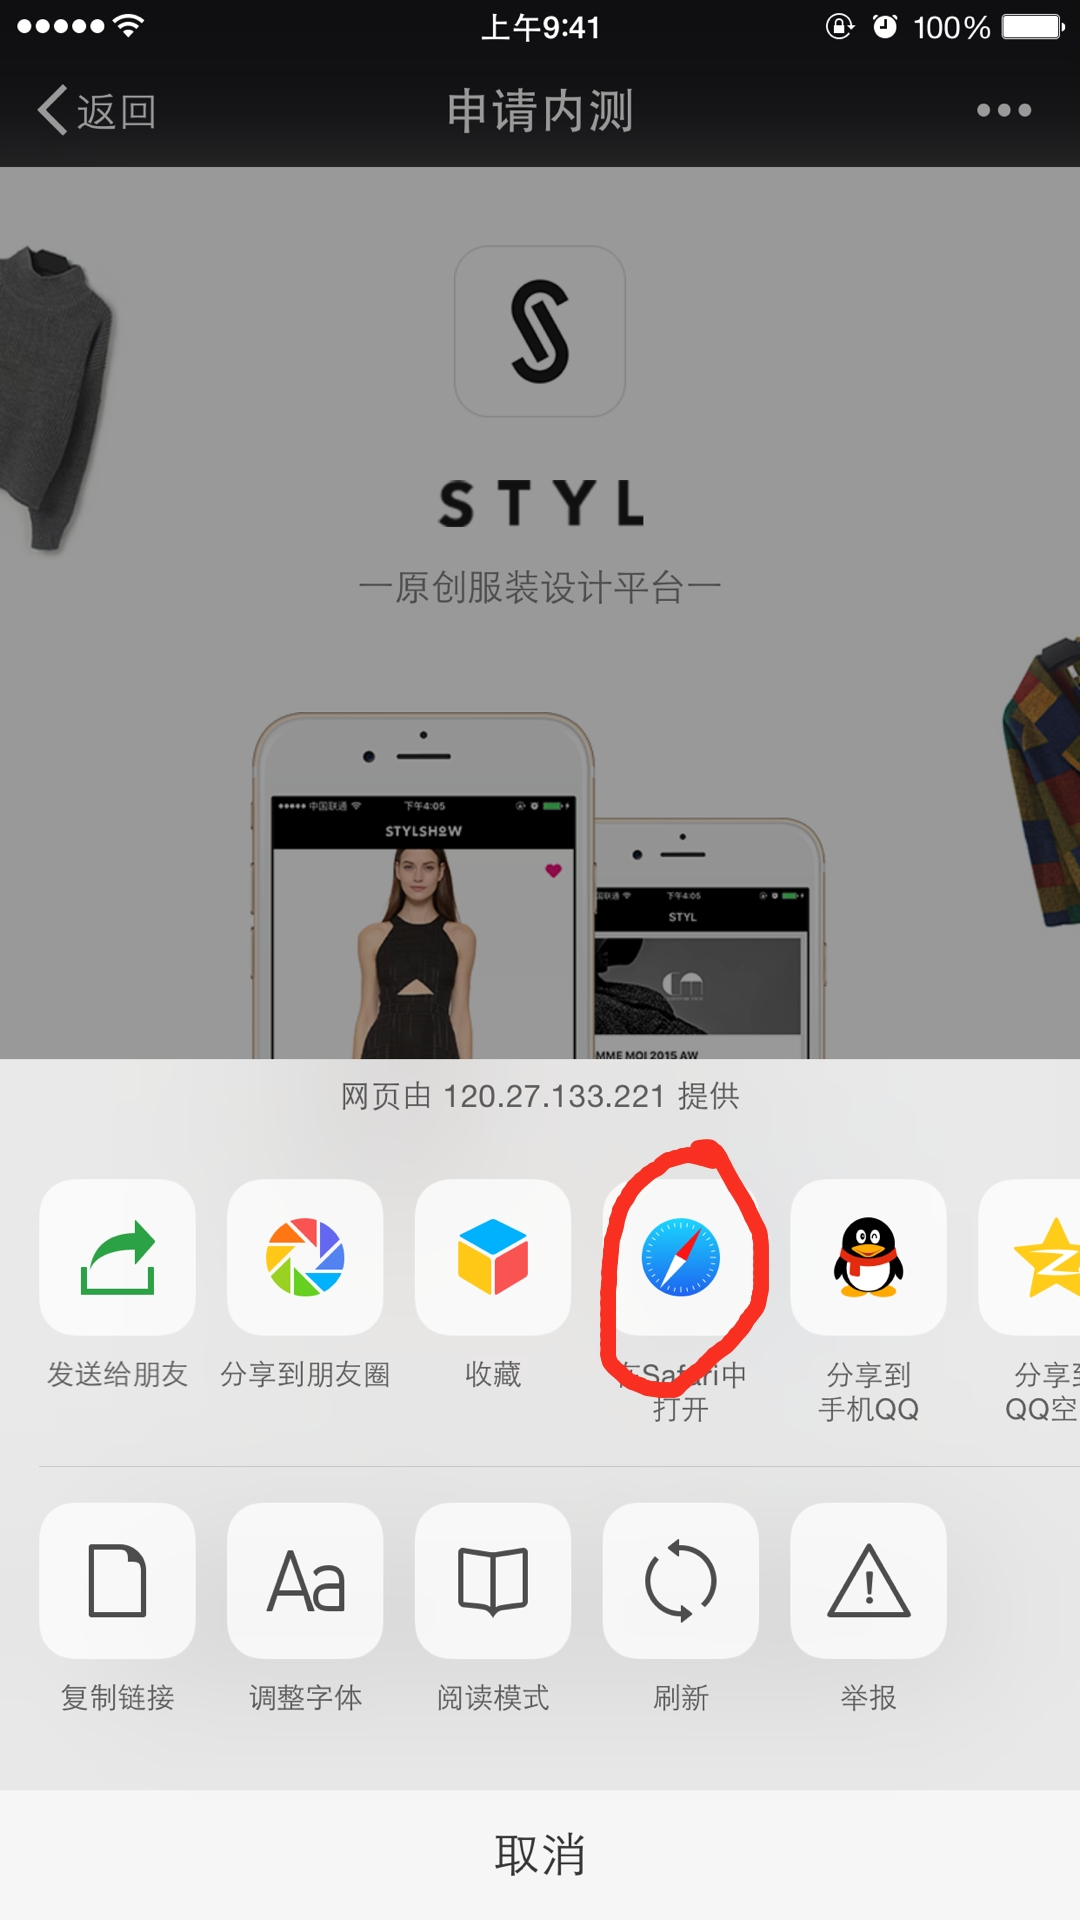 上午9:41
100%
返回
申请内测
STYL
—原创服装设计平台—
中国联通
下午4:05
STYLSHOW
国联通
下午4:05
STYL
MME MOI 2015 AW
网页由 120.27.133.221 提供
发送给朋友
分享到朋友圈
收藏
在Safari中
打开
分享到
手机QQ
分享到
QQ空
Aa
复制链接
调整字体
阅读模式
刷新
举报
取消